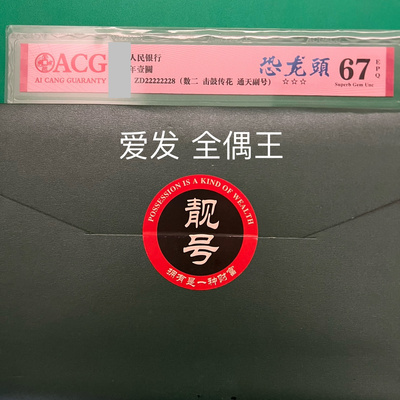 ACG
AI CANG GUARANTY
人民银行
年壹圆
ZD22222228（数二 击鼓传花 通天副号）
恐龙頭
☆☆☆
67
EPQ
Superb Gem Unc
爱发 全偶王
POSSESSION IS A KIND OF WEALTH
靓号
拥有是一种财富